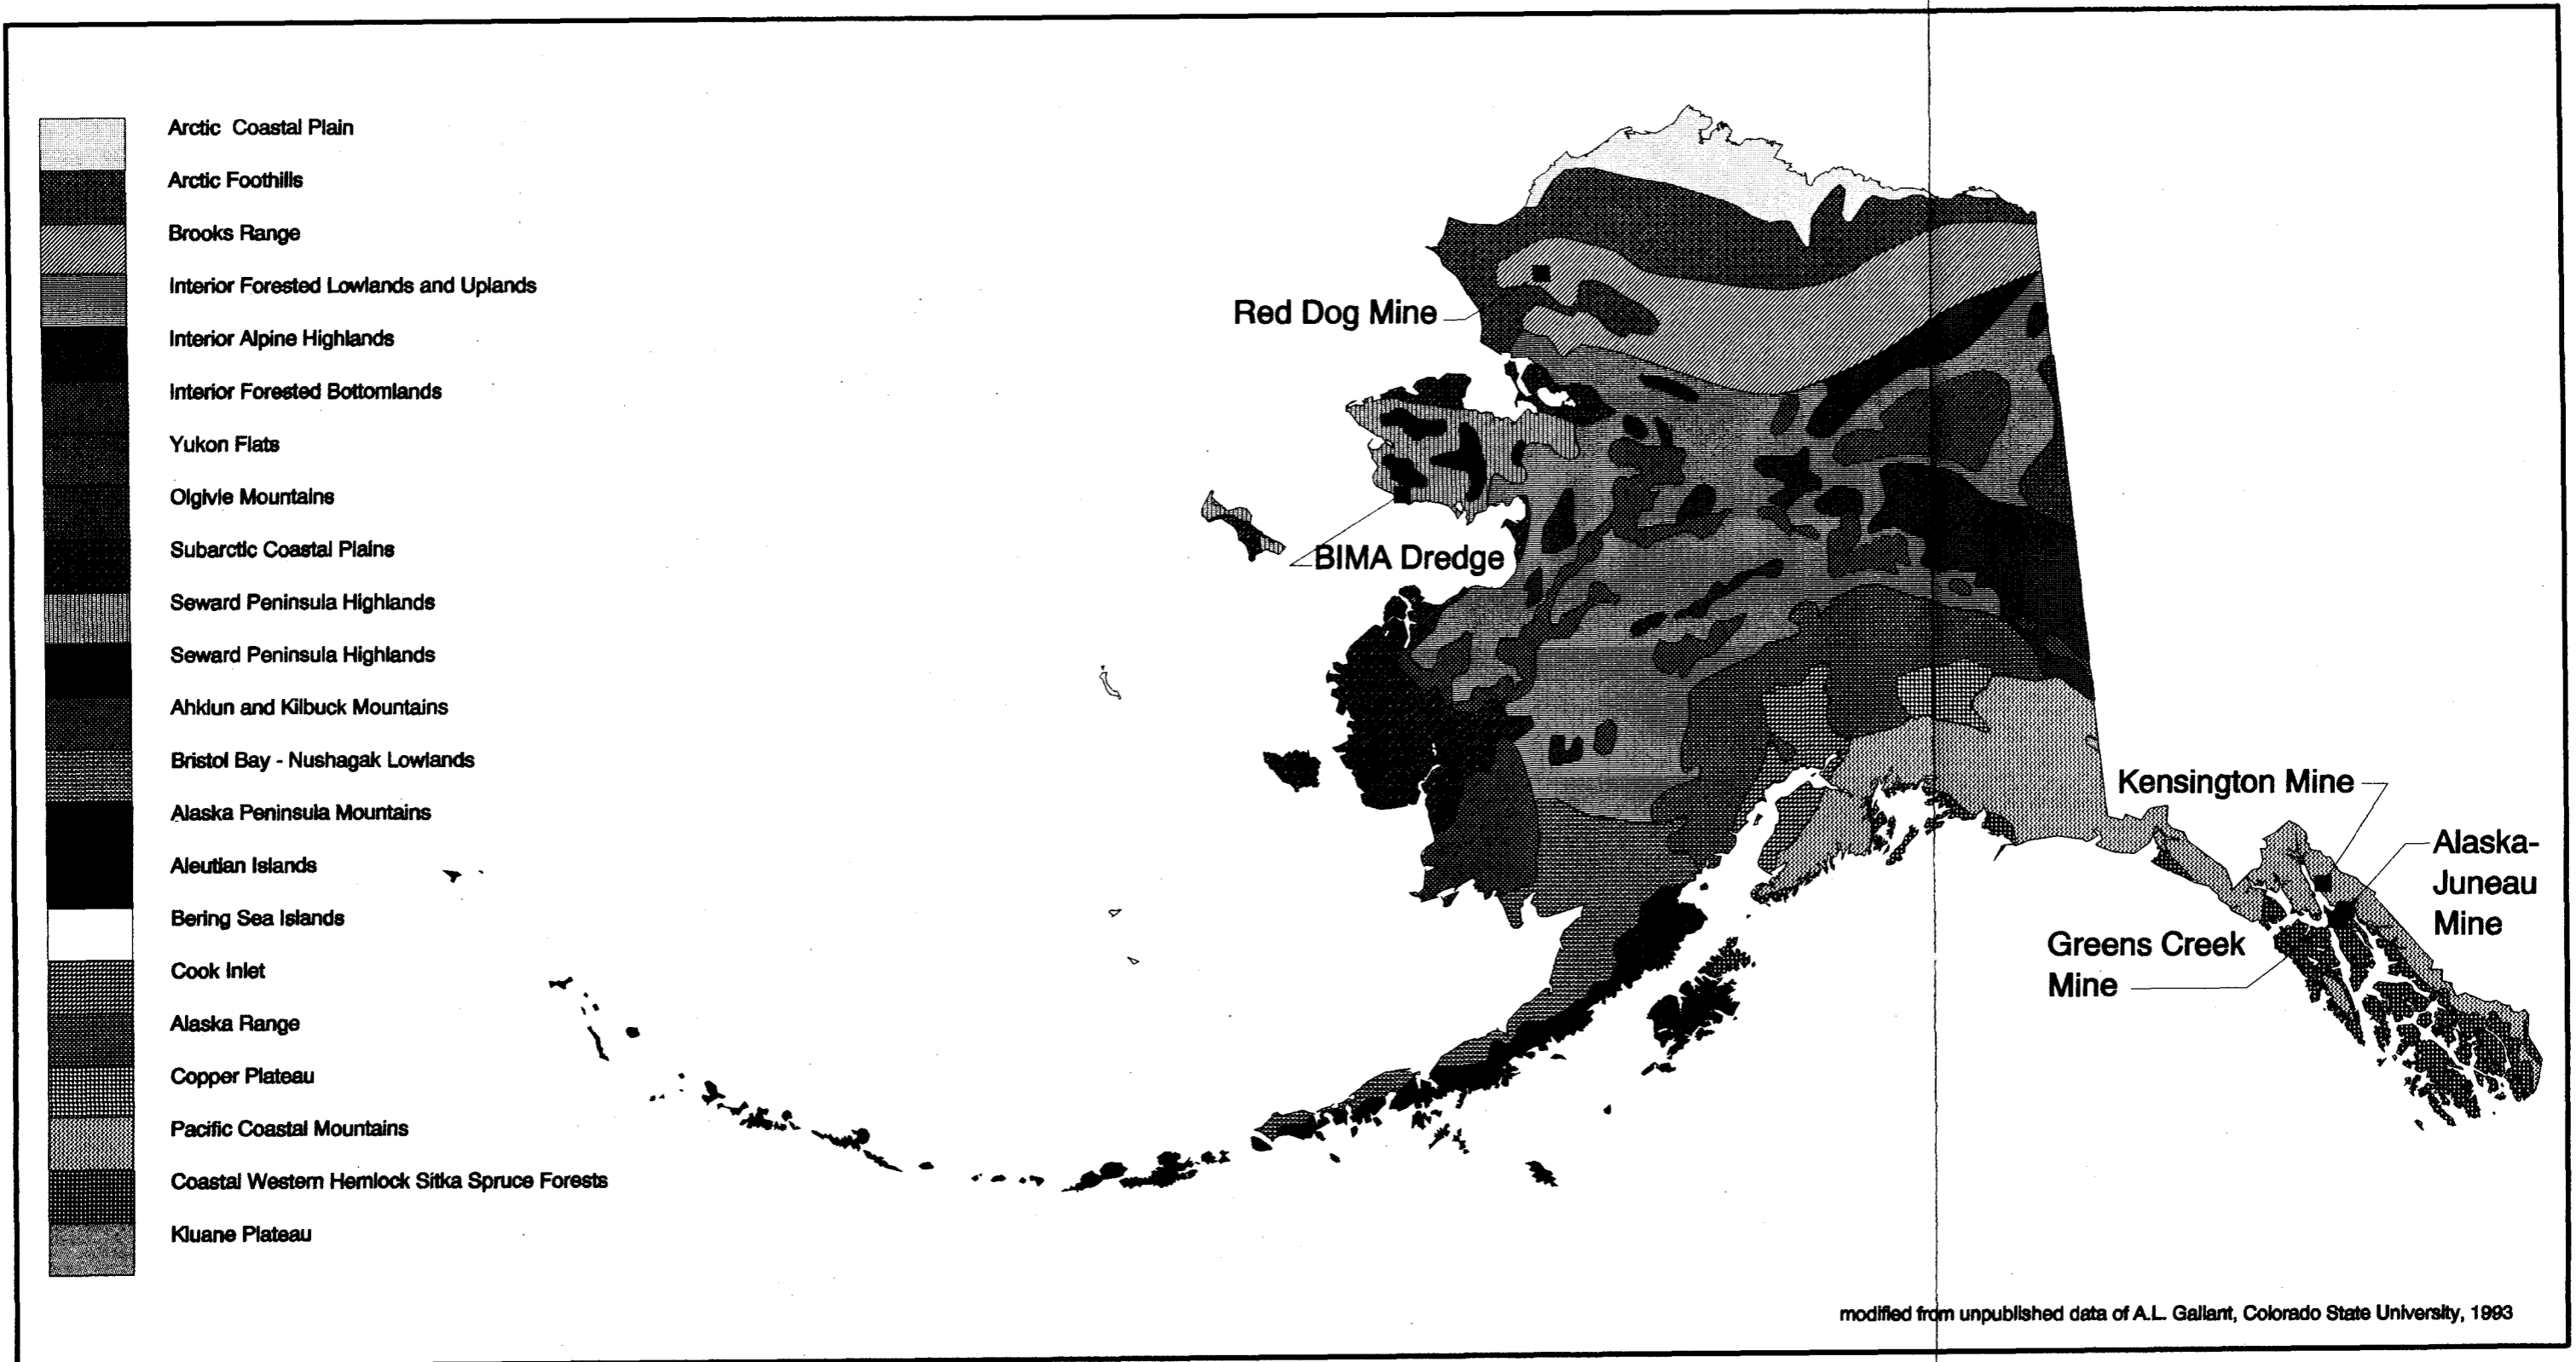 Arctic Coastal Plain
Arctic Foothills
Brooks Range
Interior Forested Lowlands and Uplands
Interior Alpine Highlands
Interior Forested Bottomlands
Yukon Flats
Olgivie Mountains
Subarctic Coastal Plains
Seward Peninsula Highlands
Seward Peninsula Highlands
Ahklun and Kilbuck Mountains
Bristol Bay - Nushagak Lowlands
Alaska Peninsula Mountains
Aleutian Islands
Bering Sea Islands
Cook Inlet
Alaska Range
Copper Plateau
Pacific Coastal Mountains
Coastal Western Hemlock Sitka Spruce Forests
Kluane Plateau
Red Dog Mine
BIMA Dredge
Kensington Mine
Alaska-
Juneau
Mine
Greens Creek
Mine
modified from unpublished data of A.L. Gallant, Colorado State University, 1993